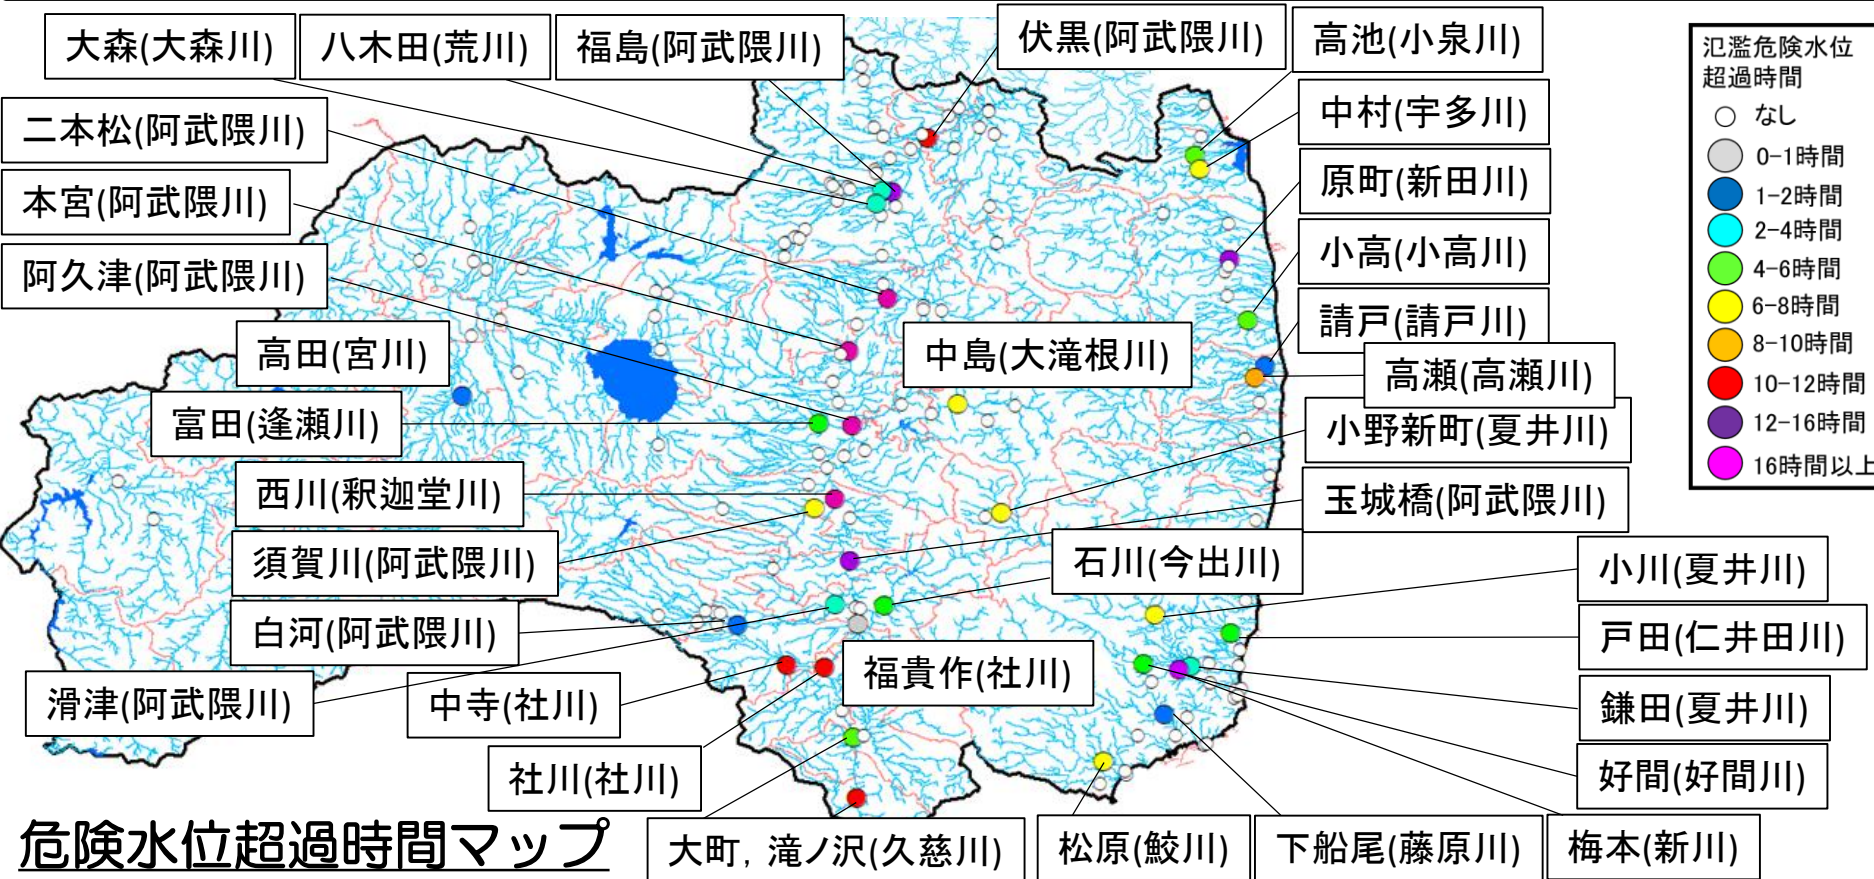 大森(大森川)
八木田(荒川)
福島(阿武隈川)
伏黒(阿武隈川)
高池(小泉川)
二本松(阿武隈川)
中村(宇多川)
本宮(阿武隈川)
原町(新田川)
阿久津(阿武隈川)
小高(小高川)
請戸(請戸川)
高田(宮川)
中島(大滝根川)
高瀬(高瀬川)
富田(逢瀬川)
小野新町(夏井川)
西川(釈迦堂川)
玉城橋(阿武隈川)
須賀川(阿武隈川)
石川(今出川)
小川(夏井川)
白河(阿武隈川)
戸田(仁井田川)
滑津(阿武隈川)
中寺(社川)
福貴作(社川)
鎌田(夏井川)
社川(社川)
好間(好間川)
大町, 滝ノ沢(久慈川)
松原(鮫川)
下船尾(藤原川)
梅本(新川)
危険水位超過時間マップ
氾濫危険水位
超過時間
なし
0-1時間
1-2時間
2-4時間
4-6時間
6-8時間
8-10時間
10-12時間
12-16時間
16時間以上